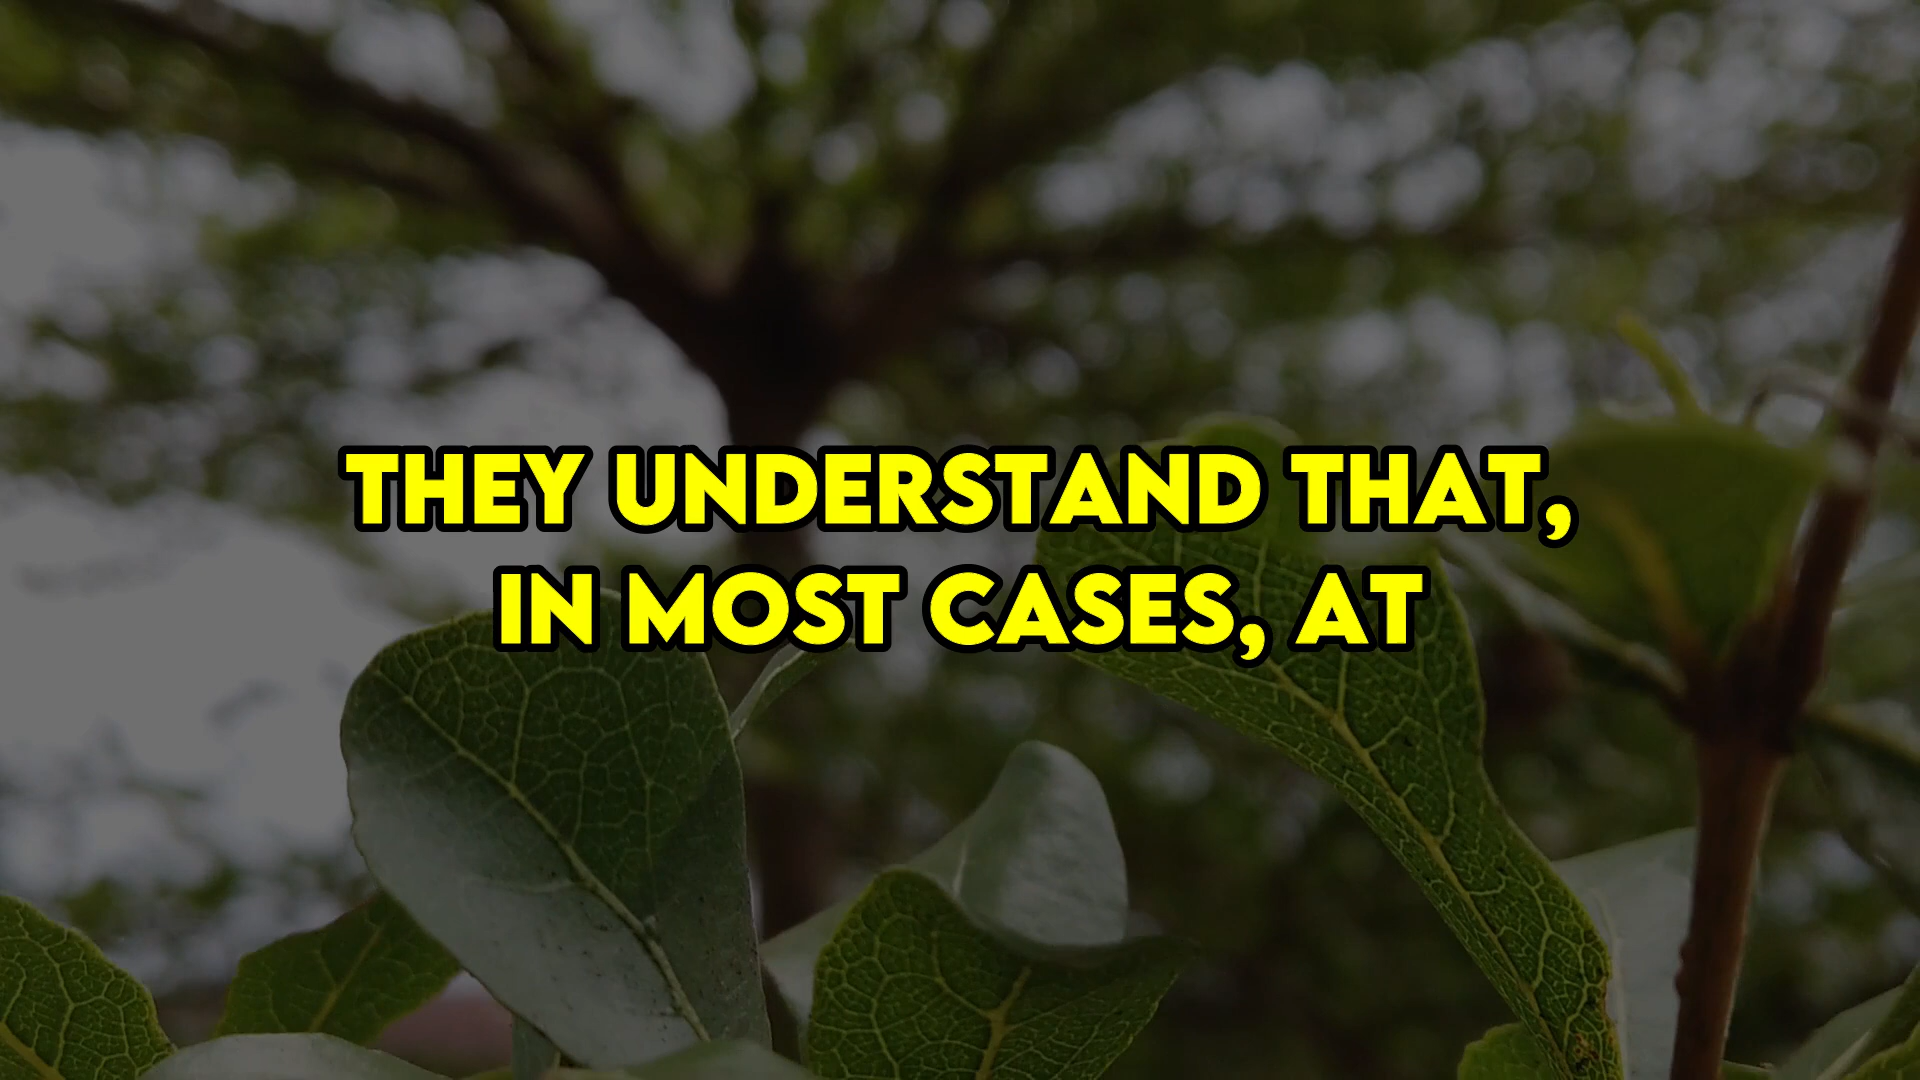 THEY UNDERSTAND THAT,
IN MOST CASES, AT